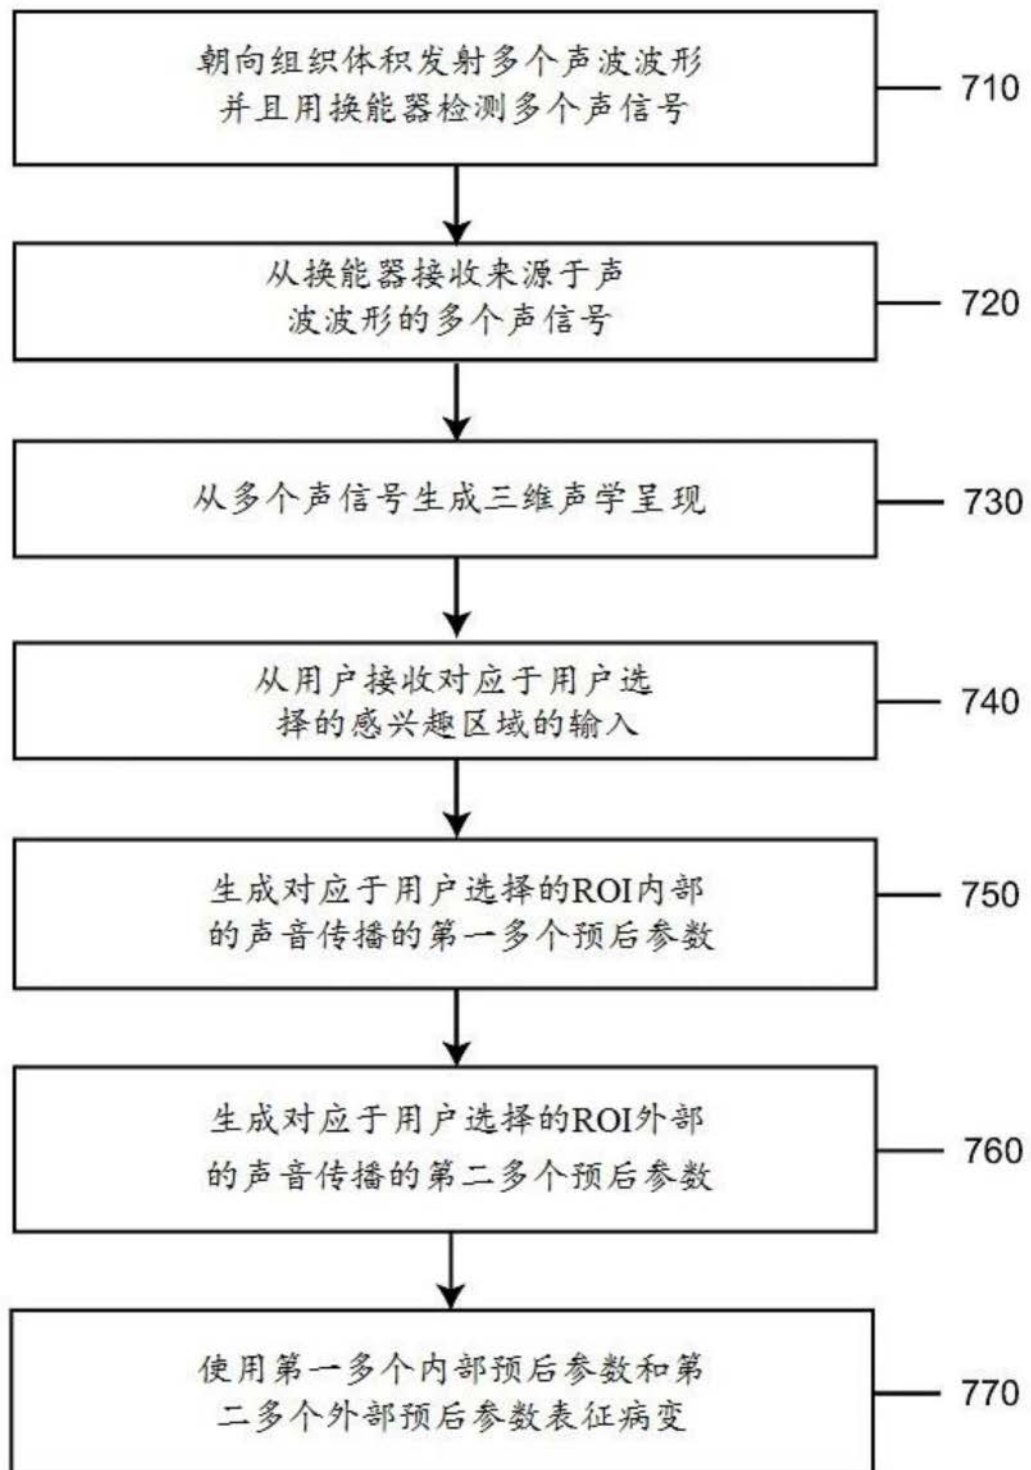 朝向组织体积发射多个声波波形
并且用换能器检测多个声信号
710
从换能器接收来源于声
波波形的多个声信号
720
从多个声信号生成三维声学呈现
730
从用户接收对应于用户选
择的感兴趣区域的输入
740
生成对应于用户选择的ROI内部
的声音传播的第一多个预后参数
750
生成对应于用户选择的ROI外部
的声音传播的第二多个预后参数
760
使用第一多个内部预后参数和第
二多个外部预后参数表征病变
770